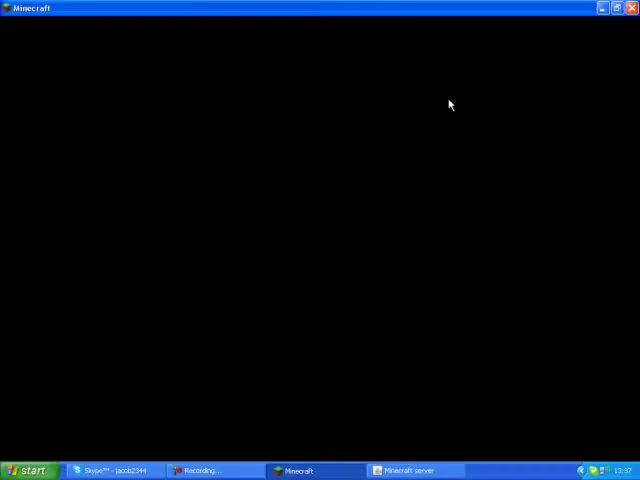 Minecraft
start
Skype™ - jacob2344
Recording...
Minecraft
Minecraft server
13:37